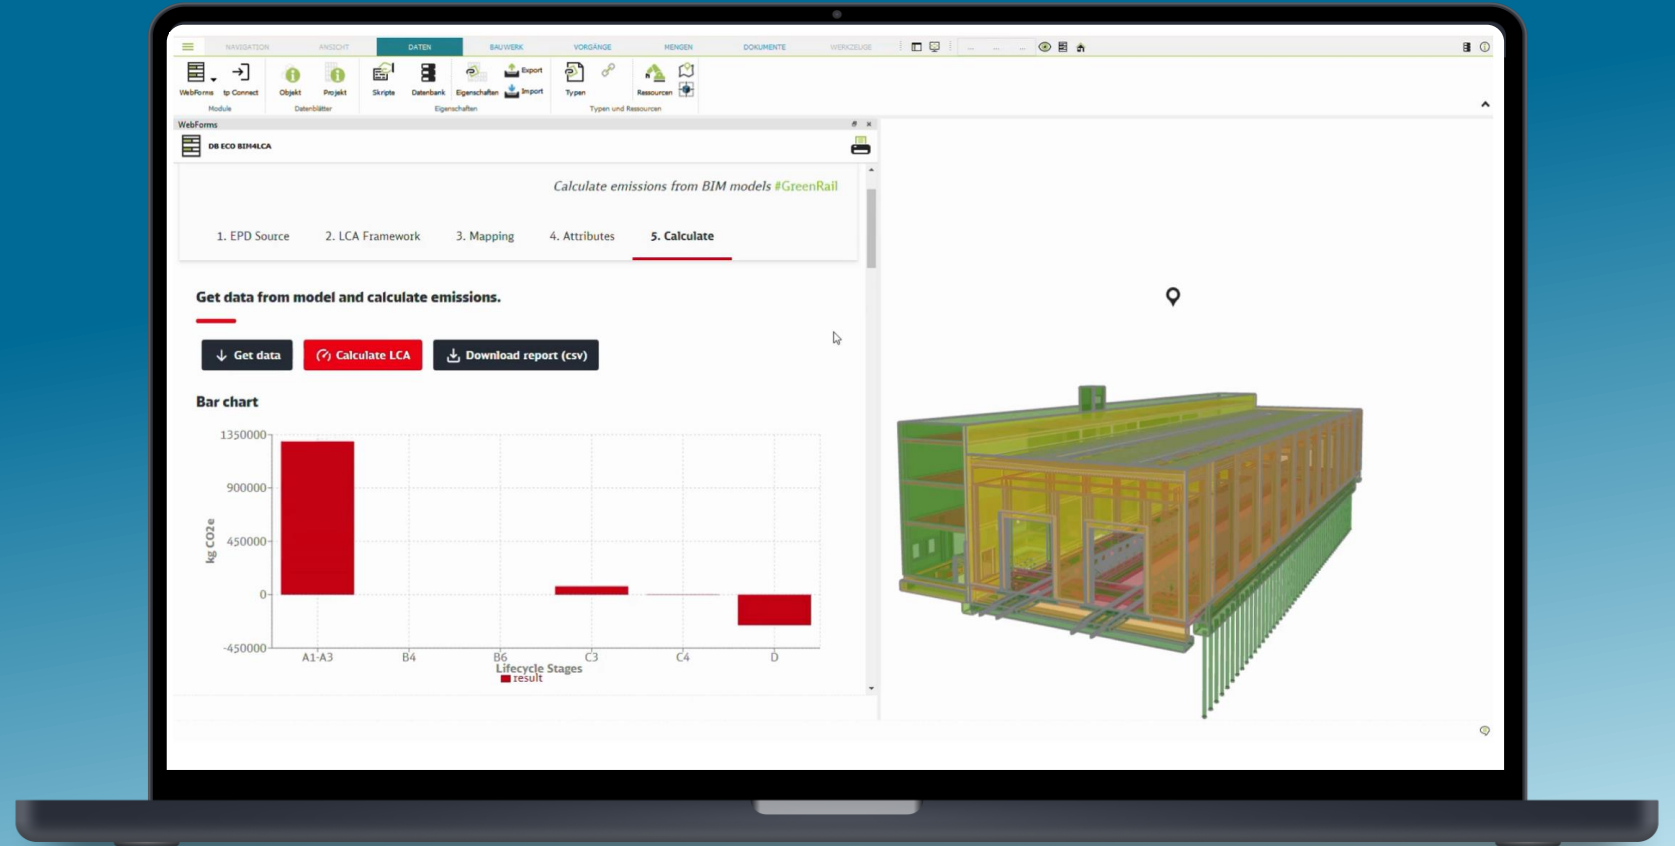 NAVIGATION ANSICHT DATEN BAUWERK VORGÄNGE MENGEN DOKUMENTE WERKZEUGE
WebForms tp Connect Objekt Projekt Skripte Datenbank Eigenschaften Export Import Typen Ressourcen
Module Datenblätter Eigenschaften Typen und Ressourcen
WebForms
DB ECO BIM4LCA
Calculate emissions from BIM models #GreenRail
1. EPD Source 2. LCA Framework 3. Mapping 4. Attributes 5. Calculate
Get data from model and calculate emissions.
Get data Calculate LCA Download report (csv)
Bar chart
1350000
900000
450000
0
-450000
kg CO2e
A1-A3 B4 B6 C3 C4 D
Lifecycle Stages
result